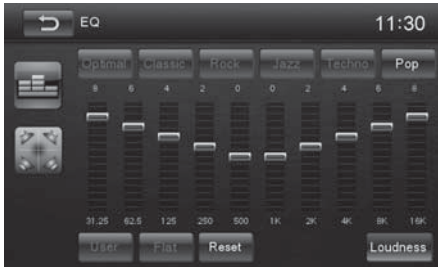 EQ 11:30
Optimal Classic Rock Jazz Techno Pop
8 6 4 2 0 0 2 4 6 8
31.25 62.5 125 250 500 1K 2K 4K 8K 16K
User Flat Reset Loudness